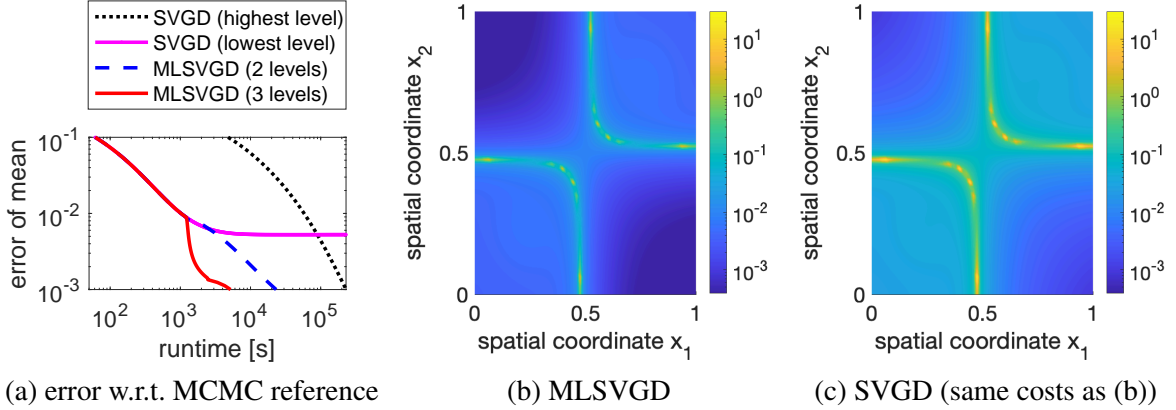 SVGD (highest level)
SVGD (lowest level)
MLSVGD (2 levels)
MLSVGD (3 levels)
error of mean
10^-1
10^-2
10^-3
10^2
10^3
10^4
10^5
runtime [s]
(a) error w.r.t. MCMC reference
spatial coordinate x_2
1
0.5
0
0
0.5
1
spatial coordinate x_1
10^1
10^0
10^-1
10^-2
10^-3
(b) MLSVGD
spatial coordinate x_2
1
0.5
0
0
0.5
1
spatial coordinate x_1
10^1
10^0
10^-1
10^-2
10^-3
(c) SVGD (same costs as (b))